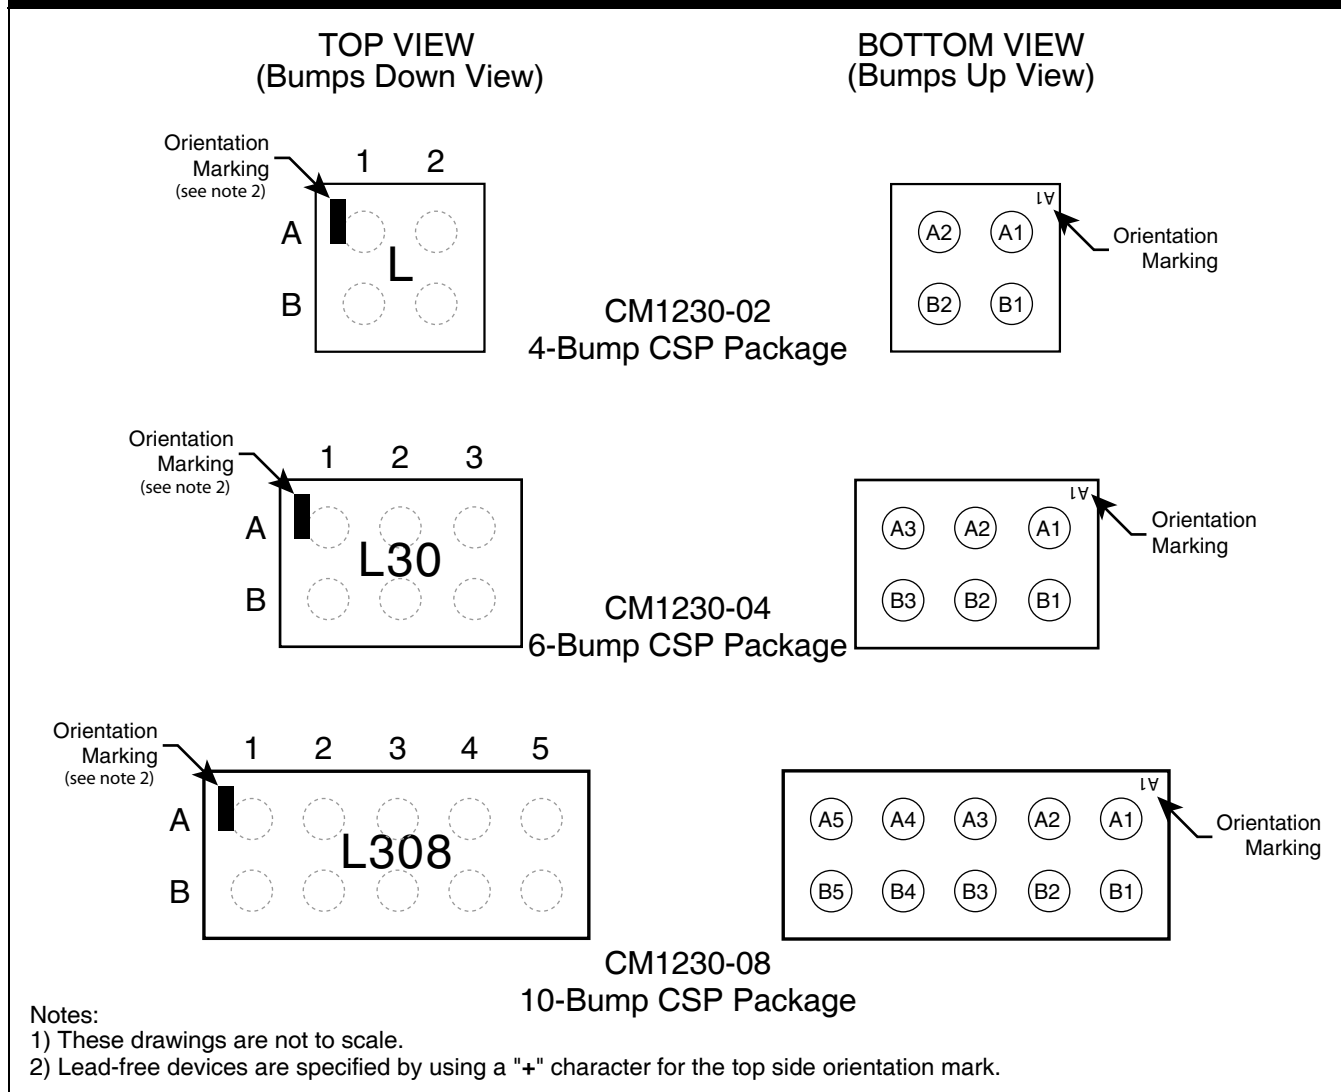 TOP VIEW
(Bumps Down View)
BOTTOM VIEW
(Bumps Up View)
Orientation
Marking
(see note 2)
1 2
A
B
L
CM1230-02
4-Bump CSP Package
A1
A2 A1
B2 B1
Orientation
Marking
Orientation
Marking
(see note 2)
1 2 3
A
B
L30
CM1230-04
6-Bump CSP Package
A1
A3 A2 A1
B3 B2 B1
Orientation
Marking
Orientation
Marking
(see note 2)
1 2 3 4 5
A
B
L308
CM1230-08
10-Bump CSP Package
A1
A5 A4 A3 A2 A1
B5 B4 B3 B2 B1
Orientation
Marking
Notes:
1) These drawings are not to scale.
2) Lead-free devices are specified by using a "+" character for the top side orientation mark.